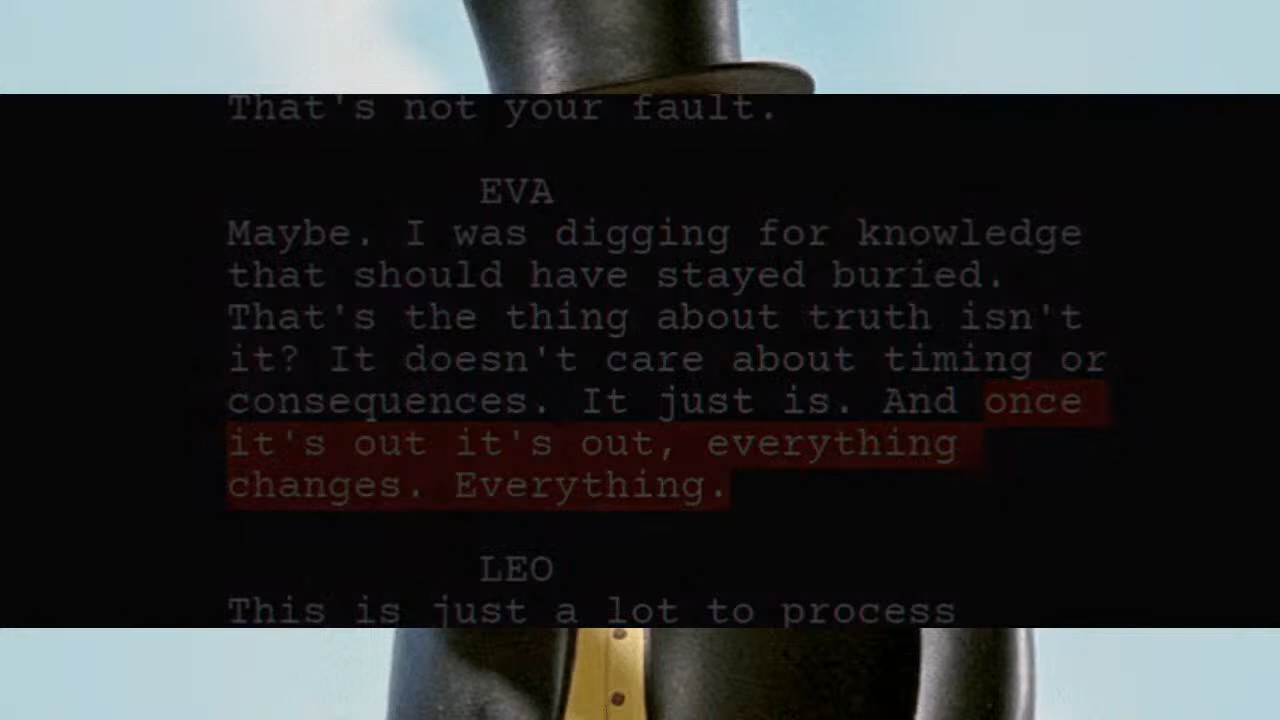 That's not your fault.
EVA
Maybe. I was digging for knowledge
that should have stayed buried.
That's the thing about truth isn't
it? It doesn't care about timing or
consequences. It just is. And once
it's out it's out, everything
changes. Everything.
LEO
This is just a lot to process